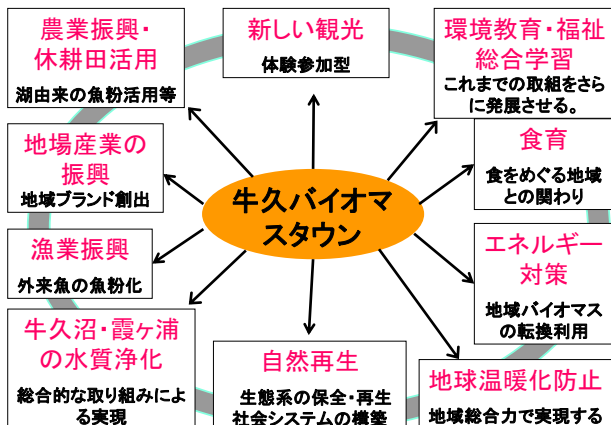 農業振興・
休耕田活用
湖由来の魚粉活用等
新しい観光
体験参加型
環境教育・福祉
総合学習
これまでの取組をさら
に発展させる。
地場産業の
振興
地域ブランド創出
食育
食をめぐる地域
との関わり
牛久バイオマ
スタウン
漁業振興
外来魚の魚粉化
エネルギー
対策
地域バイオマス
の転換利用
牛久沼・霞ヶ浦
の水質浄化
総合的な取り組みによ
る実現
自然再生
生態系の保全・再生
社会システムの構築
地球温暖化防止
地域総合力で実現する